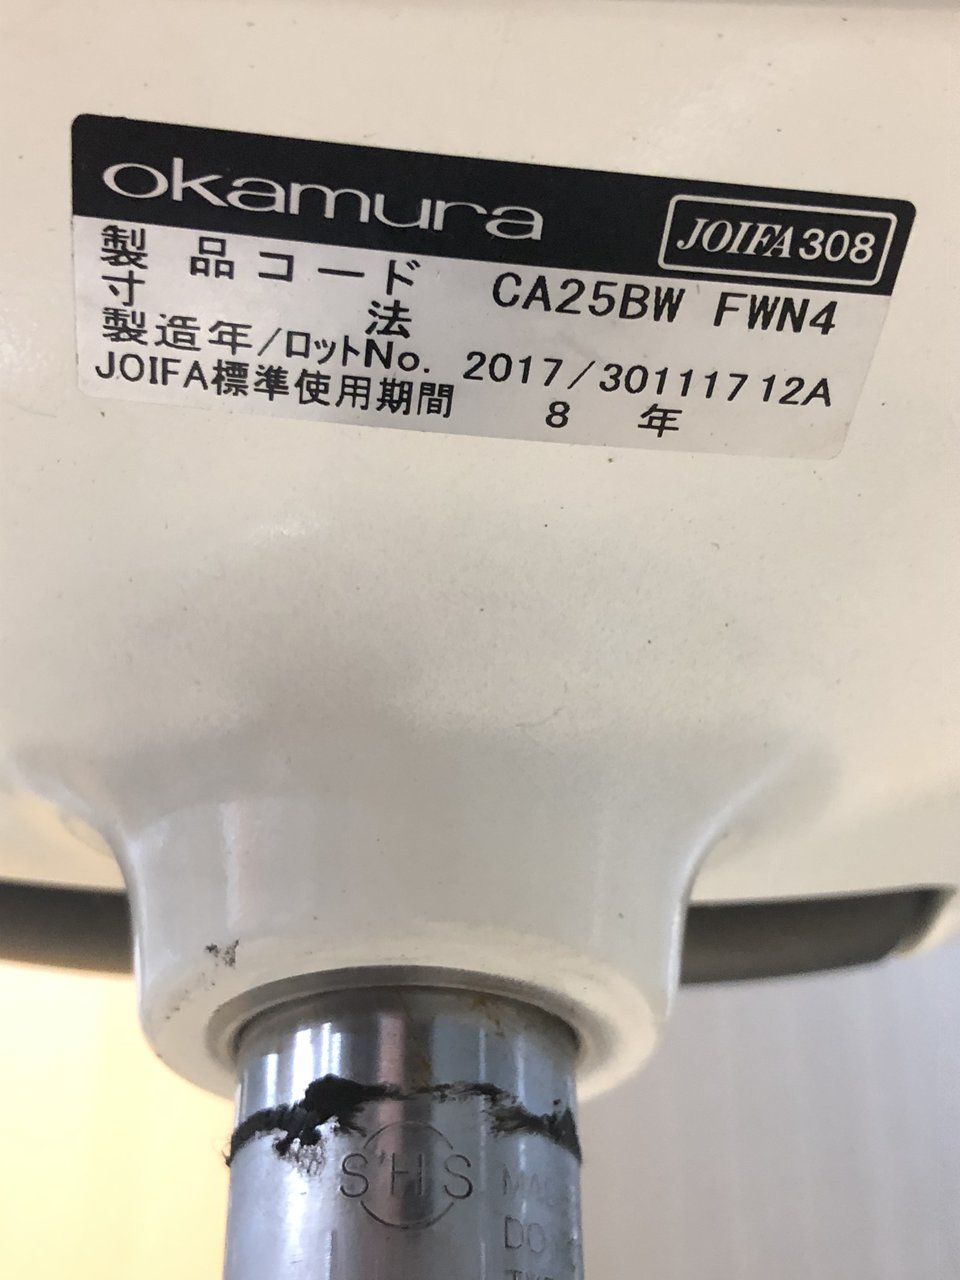 okamura JOIFA308
製品コード CA25BW FWN4
寸法
製造年/ロットNo. 2017/3011171 2A
JOIFA標準使用期間 8 年
SHS
DO